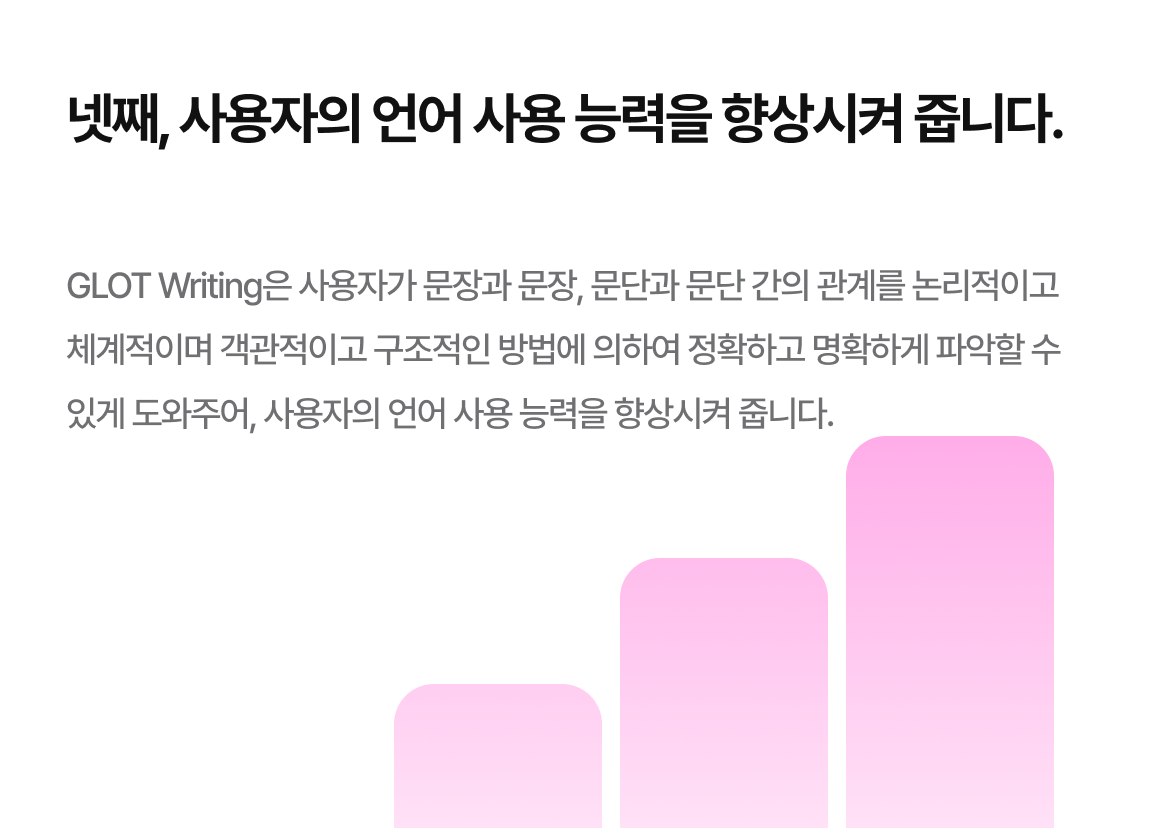 넷째, 사용자의 언어 사용 능력을 향상시켜 줍니다.
GLOT Writing은 사용자가 문장과 문장, 문단과 문단 간의 관계를 논리적이고
체계적이며 객관적이고 구조적인 방법에 의하여 정확하고 명확하게 파악할 수
있게 도와주어, 사용자의 언어 사용 능력을 향상시켜 줍니다.